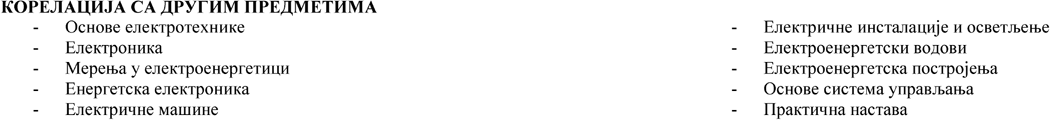 КОРЕЛАЦИЈА СА ДРУГИМ ПРЕДМЕТИМА
- Основе електротехнике
- Електроника
- Мерења у електроенергетици
- Енергетска електроника
- Електричне машине
- Електричне инсталације и осветљење
- Електроенергетски водови
- Електроенергетска постројења
- Основе система управљања
- Практична настава